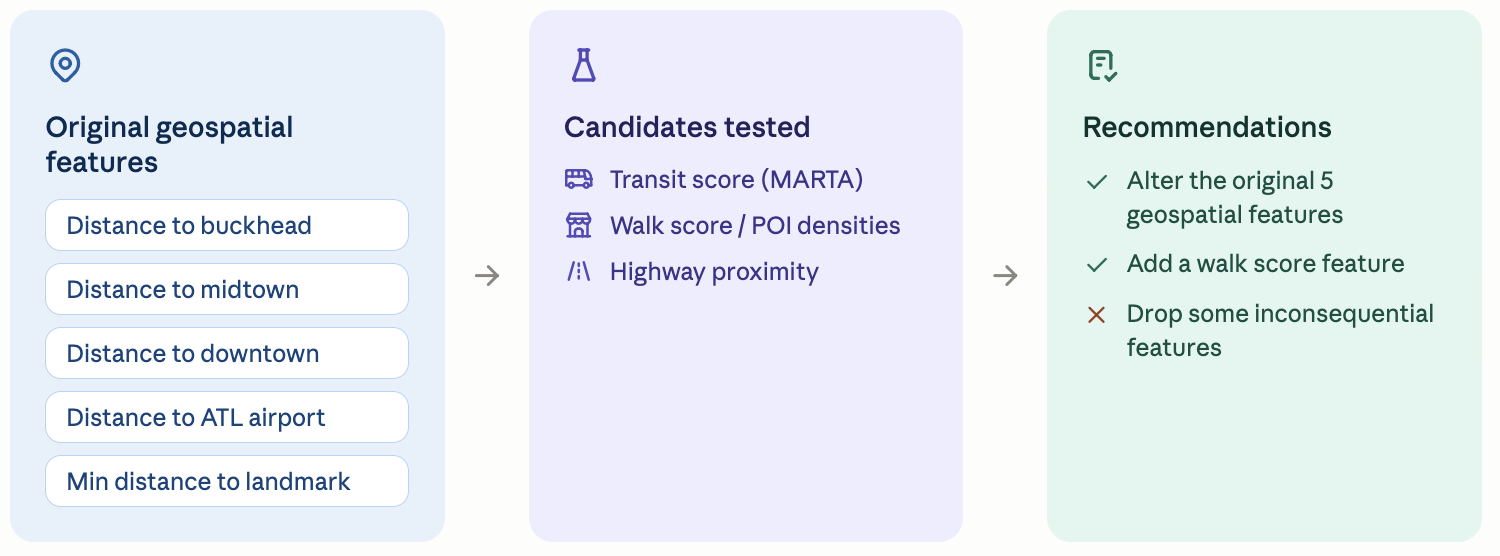 Original geospatial
features
Distance to buckhead
Distance to midtown
Distance to downtown
Distance to ATL airport
Min distance to landmark
Candidates tested
Transit score (MARTA)
Walk score / POI densities
Highway proximity
Recommendations
Alter the original 5
geospatial features
Add a walk score feature
Drop some inconsequential
features